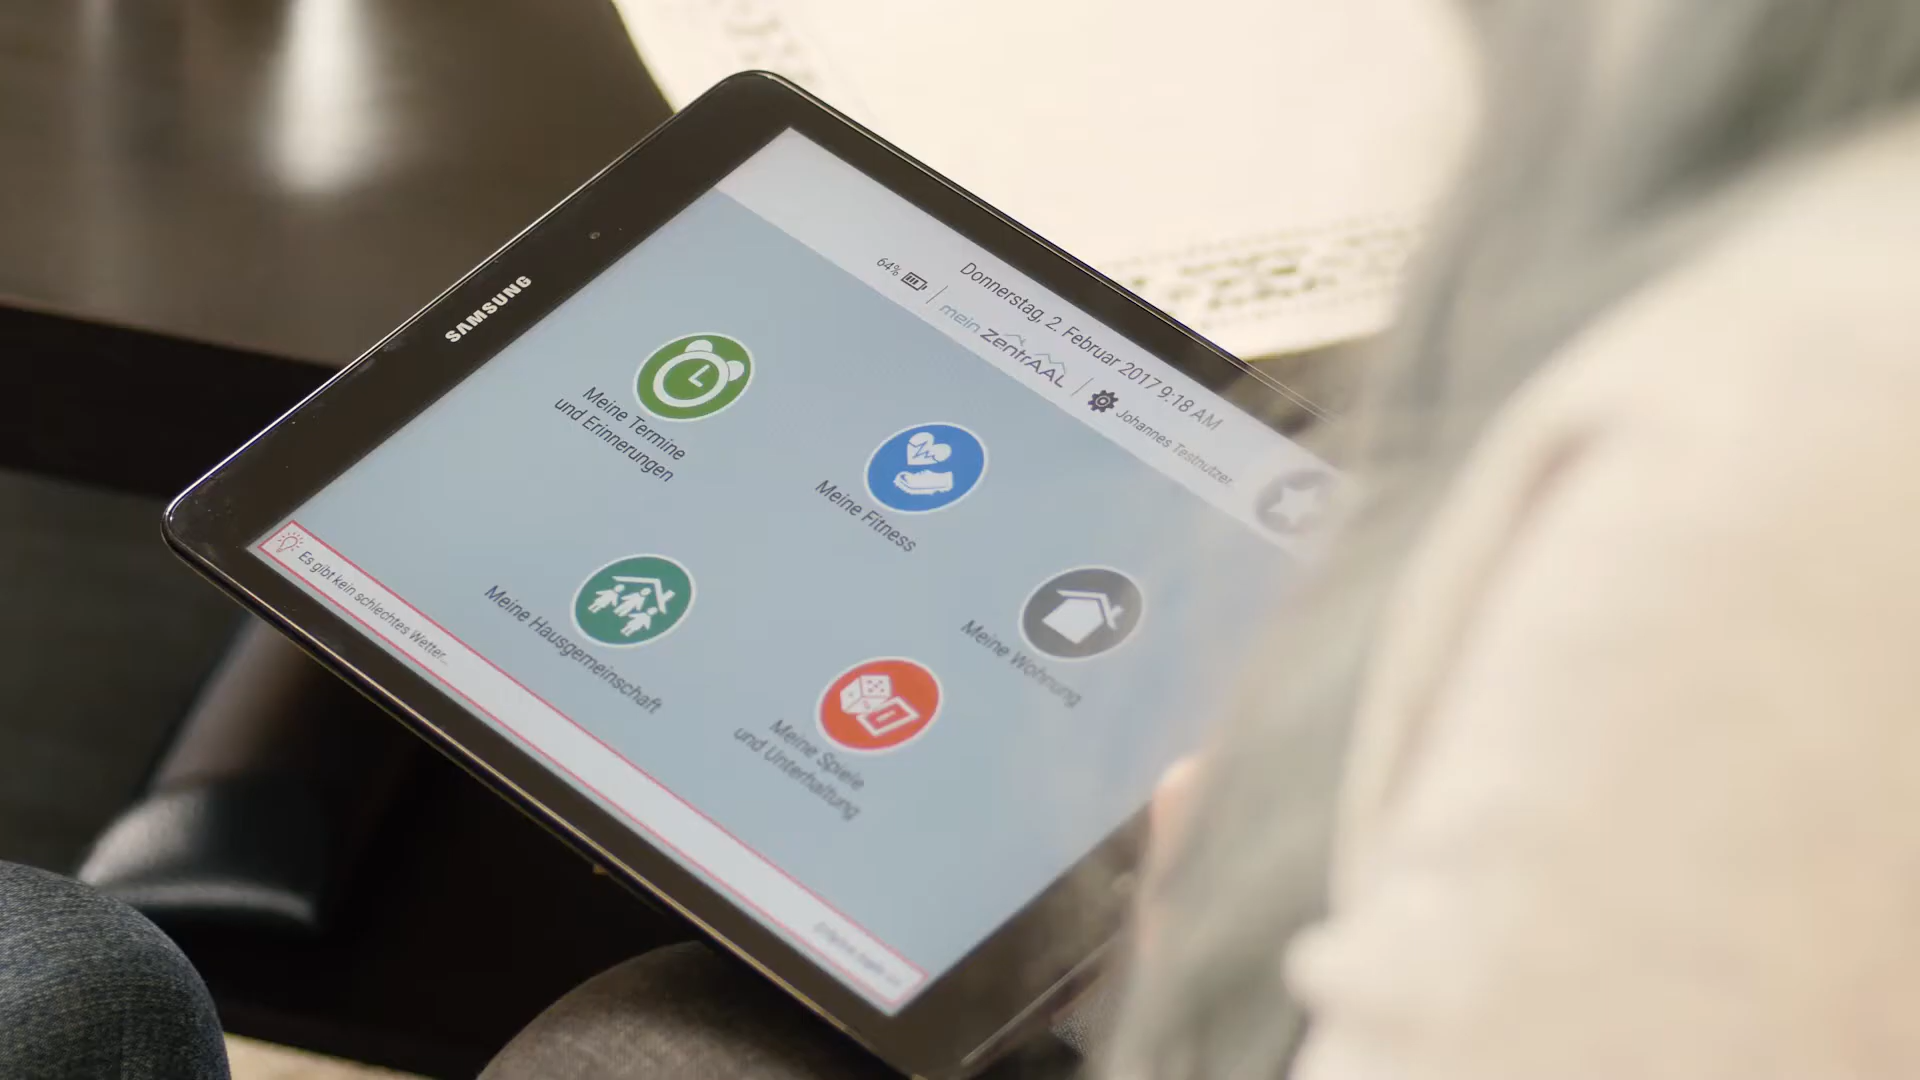 SAMSUNG
Donnerstag, 2. Februar 2017 9:18 AM
64%
mein ZentrAAL
Johannes Testnutzer
Meine Termine
und Erinnerungen
Meine Fitness
Meine Wohnung
Meine Hausgemeinschaft
Meine Spiele
und Unterhaltung
Es gibt kein schlechtes Wetter...